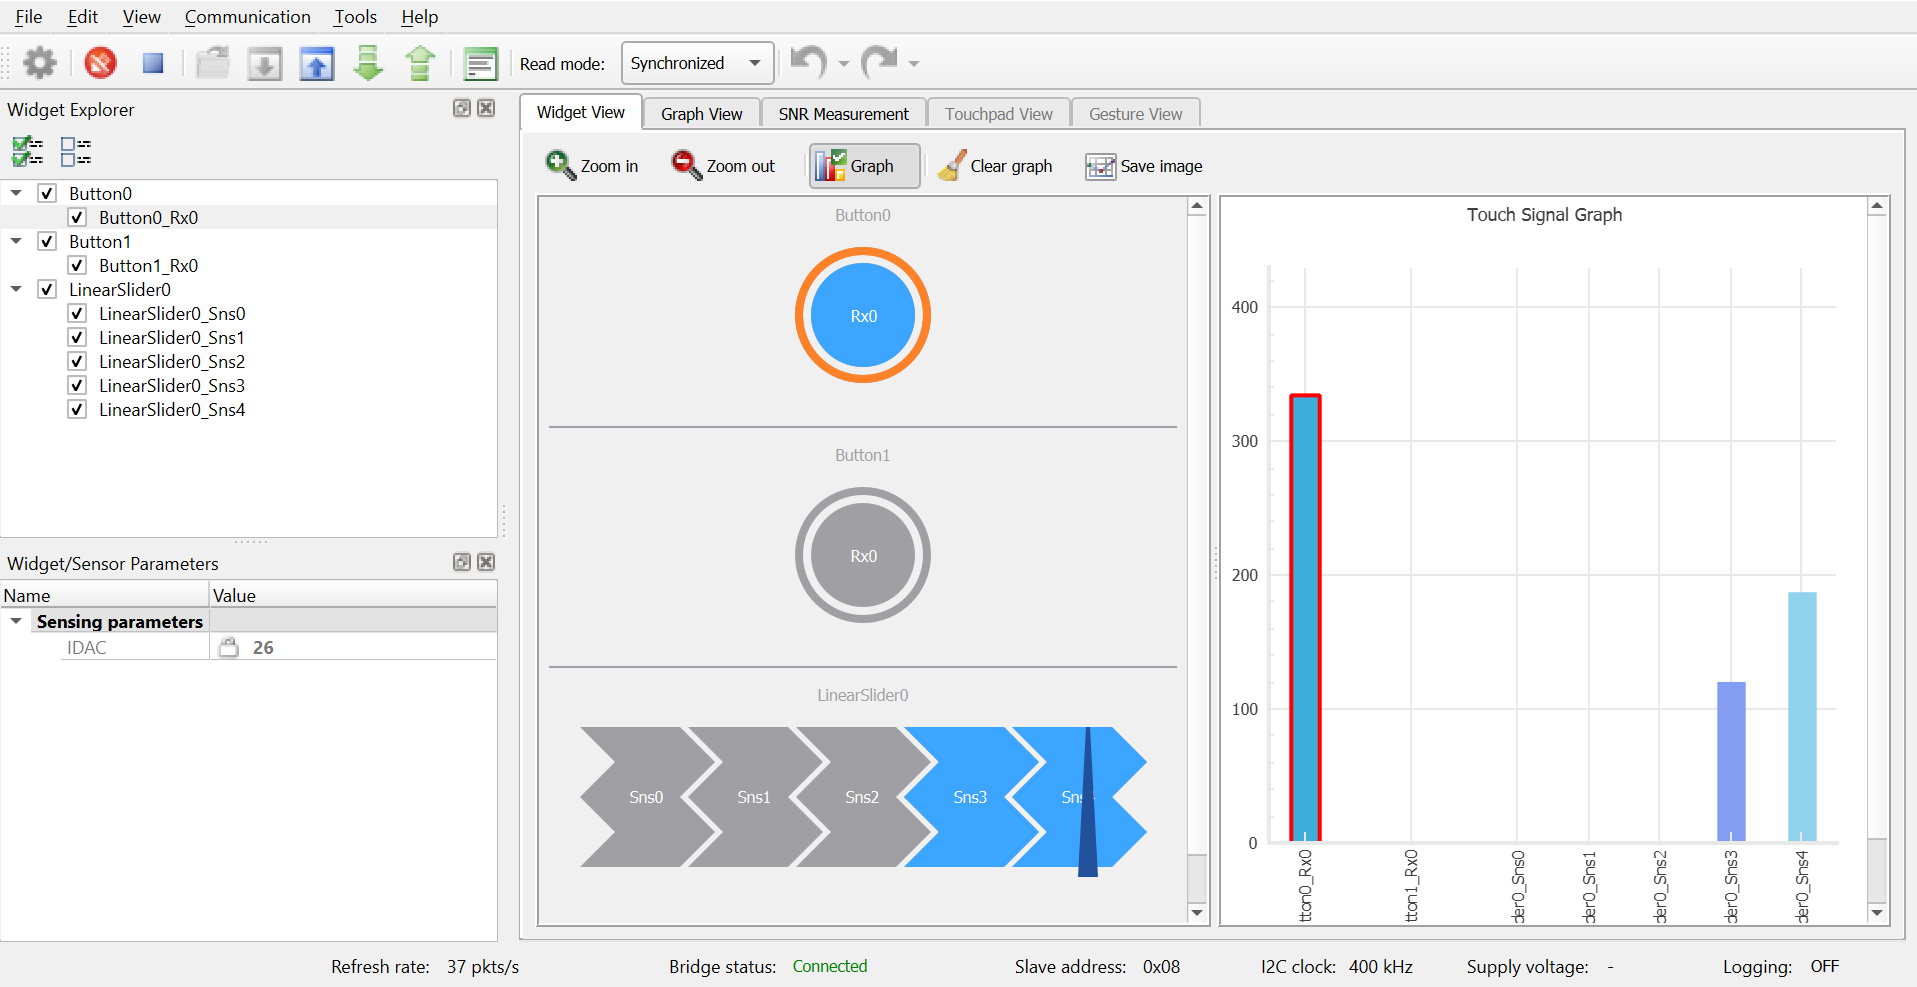 File Edit View Communication Tools Help
Read mode: Synchronized
Widget Explorer
Button0
Button0_Rx0
Button1
Button1_Rx0
LinearSlider0
LinearSlider0_Sns0
LinearSlider0_Sns1
LinearSlider0_Sns2
LinearSlider0_Sns3
LinearSlider0_Sns4
Widget/Sensor Parameters
Name Value
Sensing parameters
IDAC 26
Widget View Graph View SNR Measurement Touchpad View Gesture View
Zoom in Zoom out Graph Clear graph Save image
Button0
Rx0
Button1
Rx0
LinearSlider0
Sns0 Sns1 Sns2 Sns3 Sns
Touch Signal Graph
400
300
200
100
0
tton0_Rx0
tton1_Rx0
der0_Sns0
der0_Sns1
der0_Sns2
der0_Sns3
der0_Sns4
Refresh rate: 37 pkts/s Bridge status: Connected Slave address: 0x08 I2C clock: 400 kHz Supply voltage: - Logging: OFF